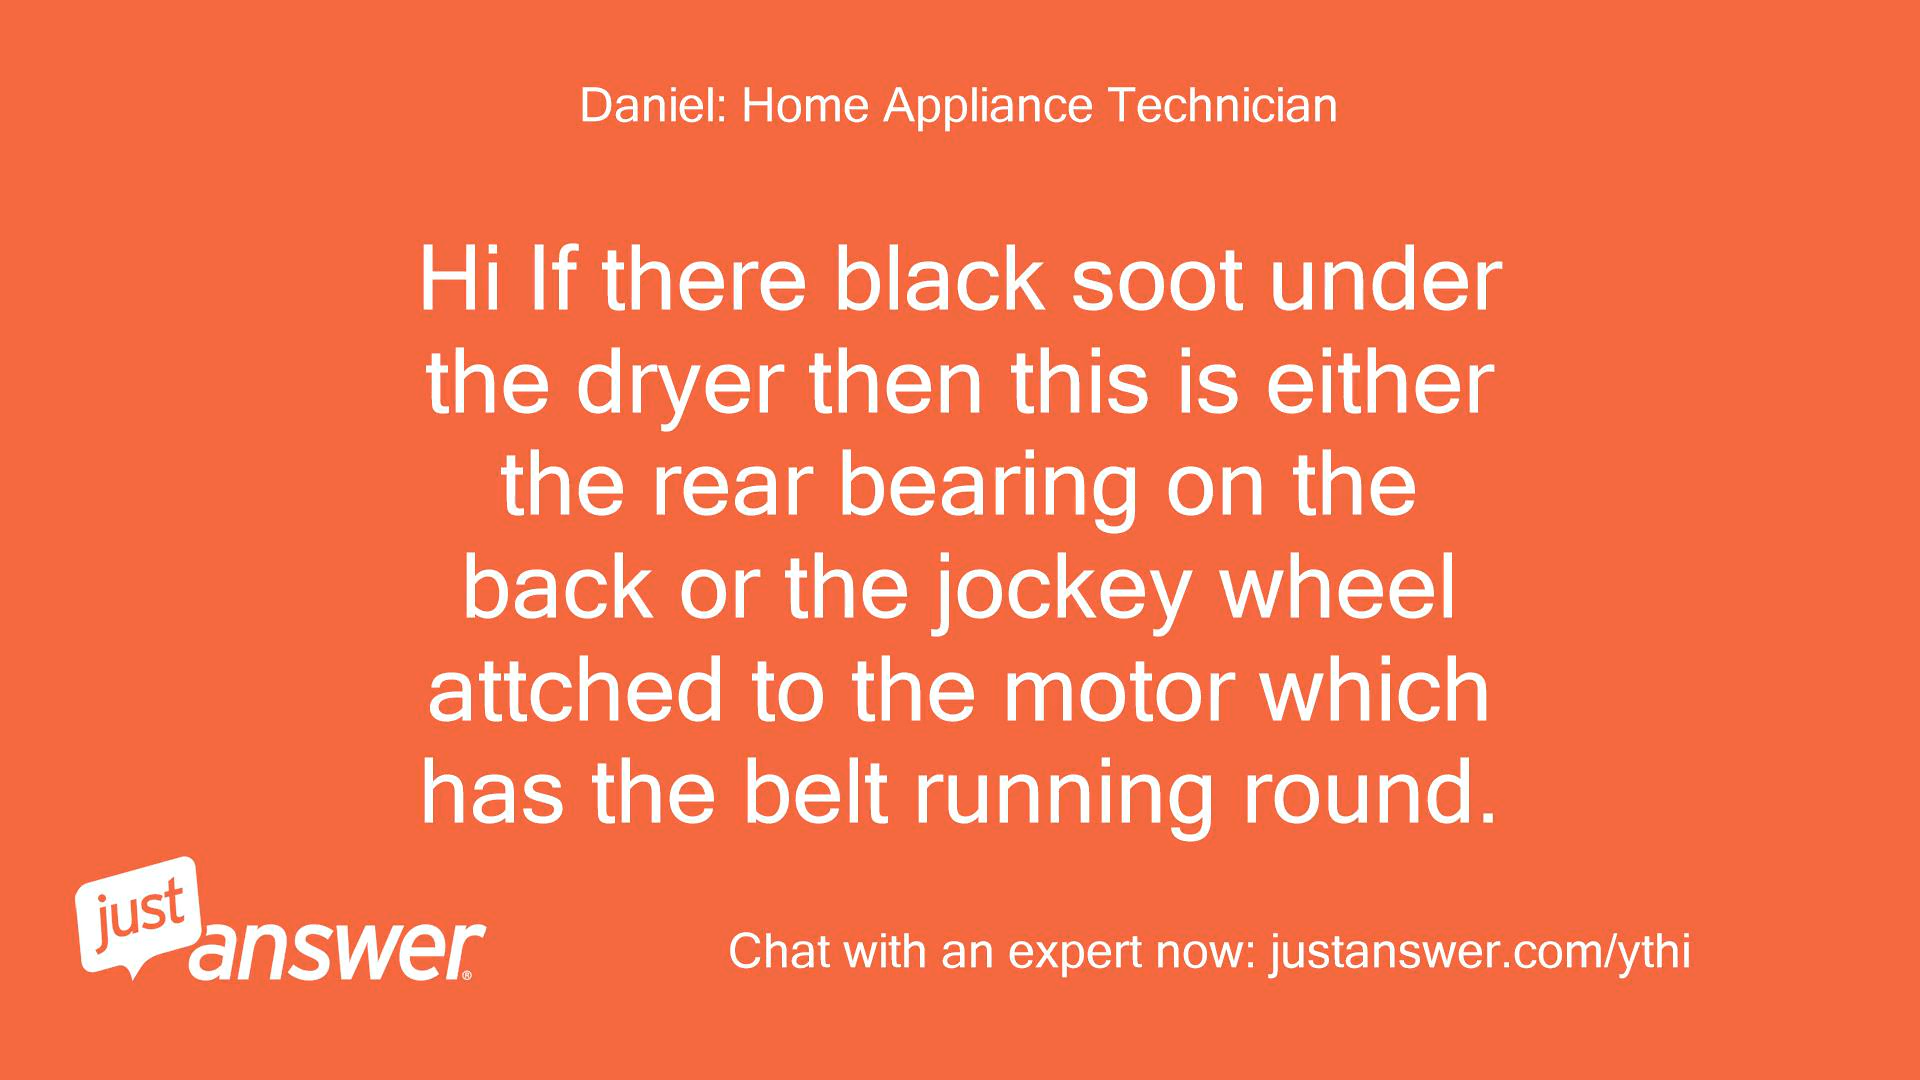 Daniel: Home Appliance Technician
Hi If there black soot under
the dryer then this is either
the rear bearing on the
back or the jockey wheel
attched to the motor which
has the belt running round.
just
answer®
Chat with an expert now: justanswer.com/ythi